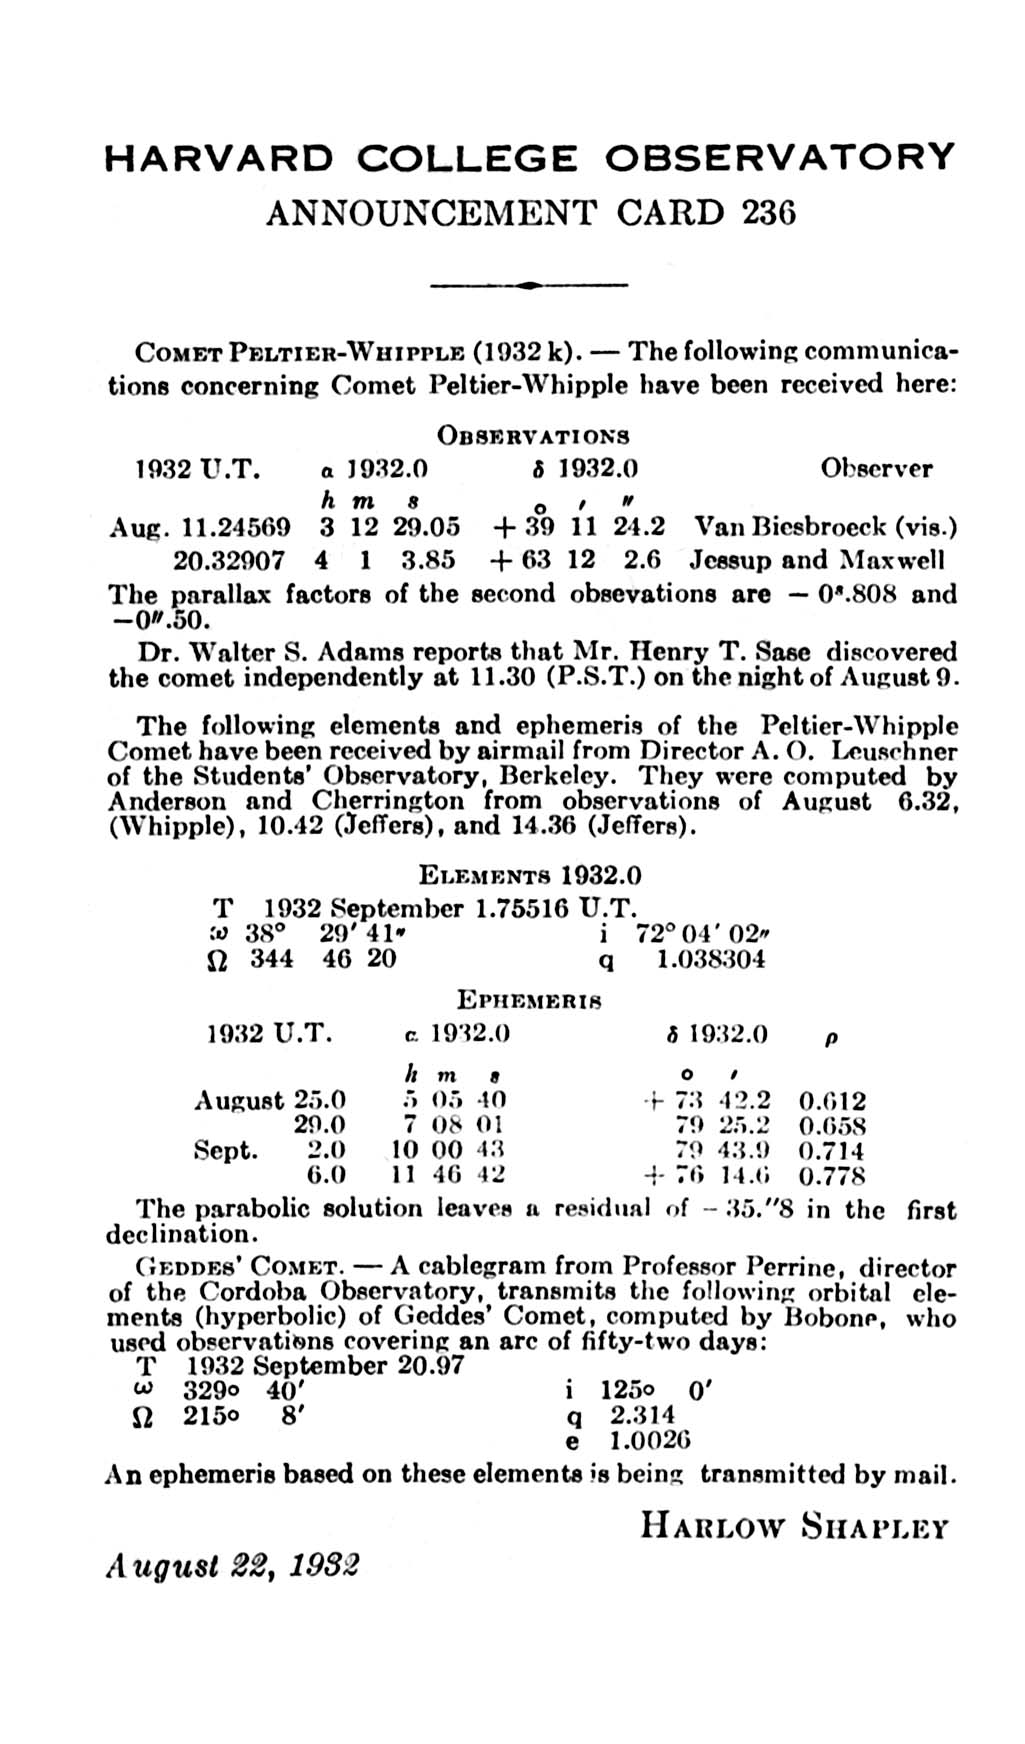 HARVARD COLLEGE OBSERVATORY
ANNOUNCEMENT CARD 236
COMET PELTIER-WHIPPLE (1932 k). — The following communica-
tions concerning Comet Peltier-Whipple have been received here:
OBSERVATIONS
1932 U.T. α 1932.0 δ 1932.0 Observer
h m s ° ′ ″
Aug. 11.24569 3 12 29.05 + 39 11 24.2 Van Biesbroeck (vis.)
20.32907 4 1 3.85 + 63 12 2.6 Jessup and Maxwell
The parallax factors of the second obsevations are — 0ˢ.808 and
—0″.50.
Dr. Walter S. Adams reports that Mr. Henry T. Sase discovered
the comet independently at 11.30 (P.S.T.) on the night of August 9.
The following elements and ephemeris of the Peltier-Whipple
Comet have been received by airmail from Director A. O. Leuschner
of the Students' Observatory, Berkeley. They were computed by
Anderson and Cherrington from observations of August 6.32,
(Whipple), 10.42 (Jeffers), and 14.36 (Jeffers).
ELEMENTS 1932.0
T 1932 September 1.75516 U.T.
ω 38° 29′ 41″ i 72° 04′ 02″
Ω 344 46 20 q 1.038304
EPHEMERIS
1932 U.T. α 1932.0 δ 1932.0 ρ
h m s ° ′
August 25.0 5 05 40 + 73 42.2 0.612
29.0 7 08 01 79 25.2 0.658
Sept. 2.0 10 00 43 79 43.9 0.714
6.0 11 46 42 + 76 14.6 0.778
The parabolic solution leaves a residual of – 35.″8 in the first
declination.
GEDDES' COMET. — A cablegram from Professor Perrine, director
of the Cordoba Observatory, transmits the following orbital ele-
ments (hyperbolic) of Geddes' Comet, computed by Bobone, who
used observations covering an arc of fifty-two days:
T 1932 September 20.97
ω 329° 40′ i 125° 0′
Ω 215° 8′ q 2.314
e 1.0026
An ephemeris based on these elements is being transmitted by mail.
HARLOW SHAPLEY
August 22, 1932